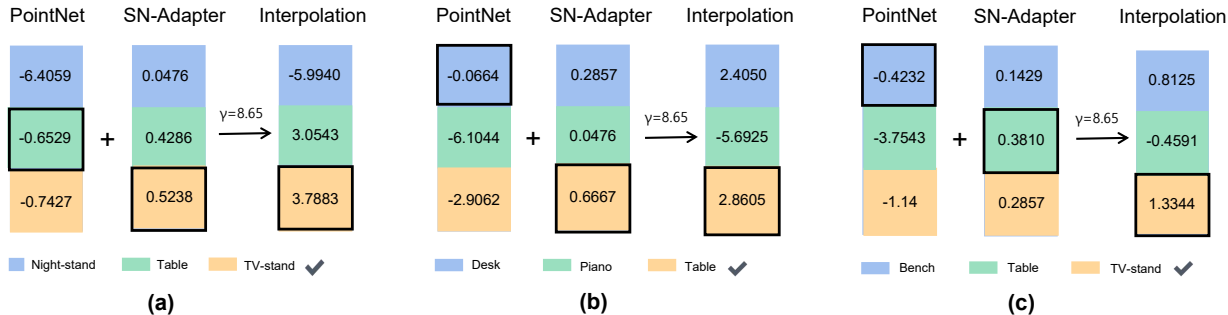 PointNet SN-Adapter Interpolation
-6.4059 0.0476 -5.9940
γ=8.65
-0.6529 + 0.4286 3.0543
-0.7427 0.5238 3.7883
Night-stand Table TV-stand ✔
(a)
PointNet SN-Adapter Interpolation
-0.0664 0.2857 2.4050
γ=8.65
-6.1044 + 0.0476 -5.6925
-2.9062 0.6667 2.8605
Desk Piano Table ✔
(b)
PointNet SN-Adapter Interpolation
-0.4232 0.1429 0.8125
γ=8.65
-3.7543 + 0.3810 -0.4591
-1.14 0.2857 1.3344
Bench Table TV-stand ✔
(c)